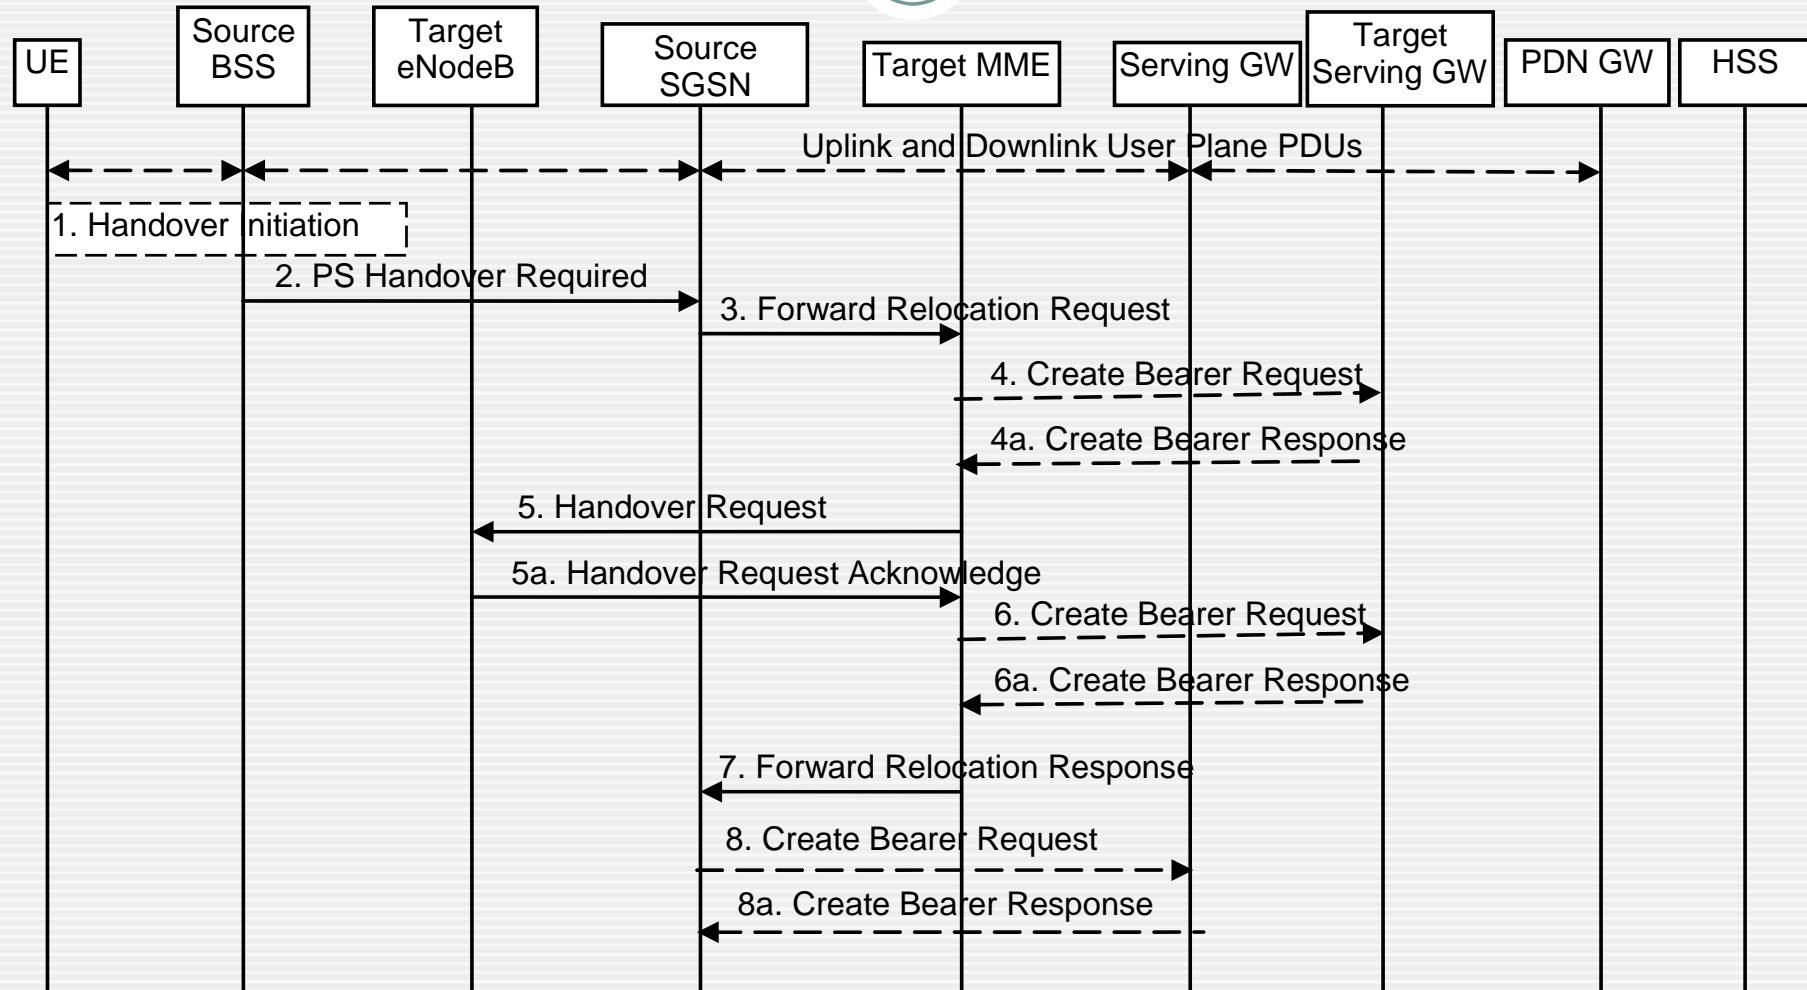 UE
Source
BSS
Target
eNodeB
Source
SGSN
Target MME
Serving GW
Target
Serving GW
PDN GW
HSS
Uplink and Downlink User Plane PDUs
1. Handover Initiation
2. PS Handover Required
3. Forward Relocation Request
4. Create Bearer Request
4a. Create Bearer Response
5. Handover Request
5a. Handover Request Acknowledge
6. Create Bearer Request
6a. Create Bearer Response
7. Forward Relocation Response
8. Create Bearer Request
8a. Create Bearer Response